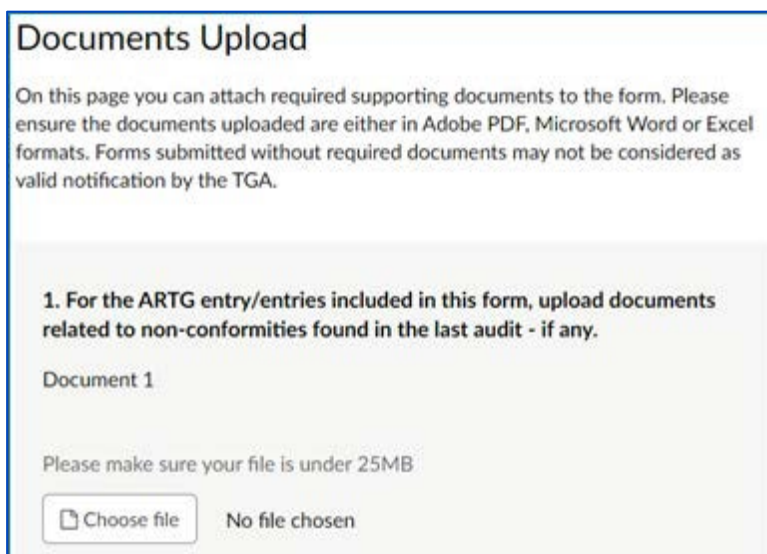 Documents Upload
On this page you can attach required supporting documents to the form. Please
ensure the documents uploaded are either in Adobe PDF, Microsoft Word or Excel
formats. Forms submitted without required documents may not be considered as
valid notification by the TGA.
1. For the ARTG entry/entries included in this form, upload documents
related to non-conformities found in the last audit - if any.
Document 1
Please make sure your file is under 25MB
Choose file No file chosen